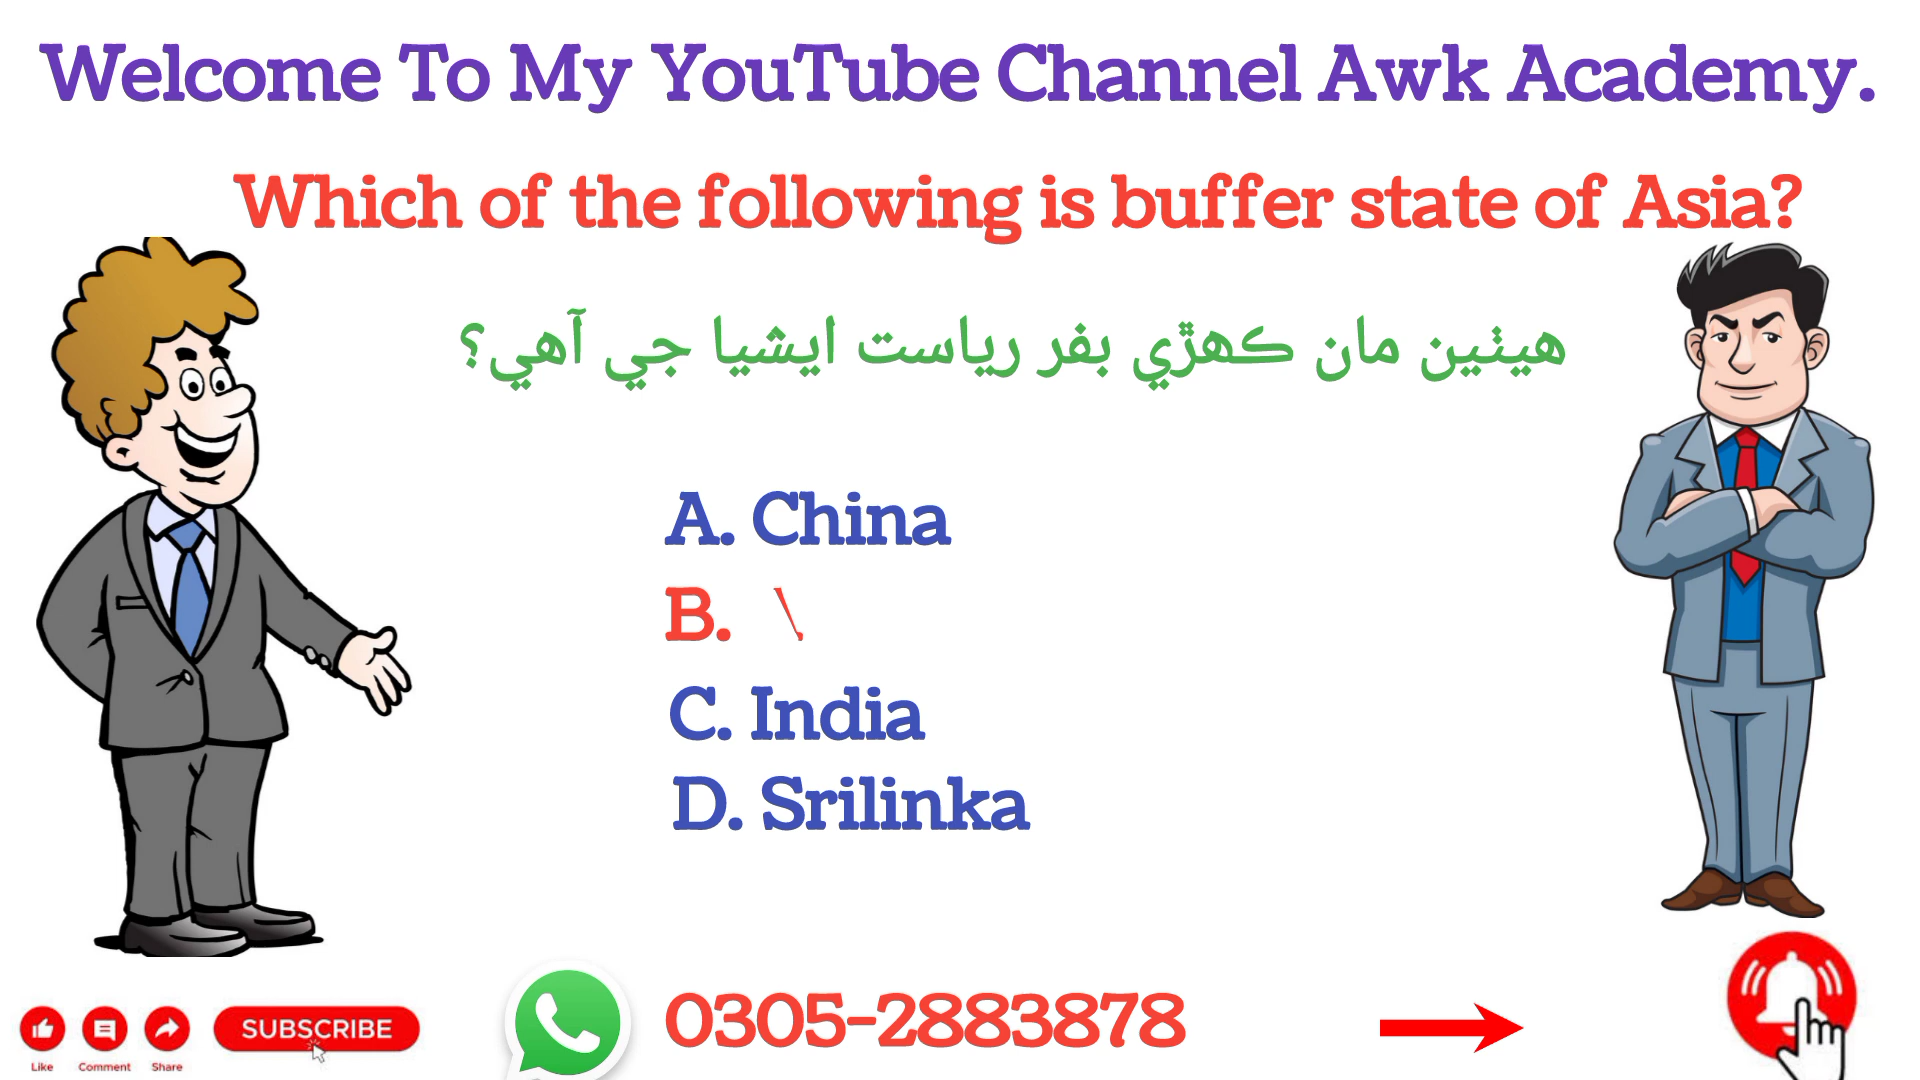 Welcome To My YouTube Channel Awk Academy.
Which of the following is buffer state of Asia?
هيٺين مان ڪهڙي بفر رياست ايشيا جي آهي؟
A. China
B.
C. India
D. Srilinka
Like
Comment
Share
SUBSCRIBE
0305-2883878